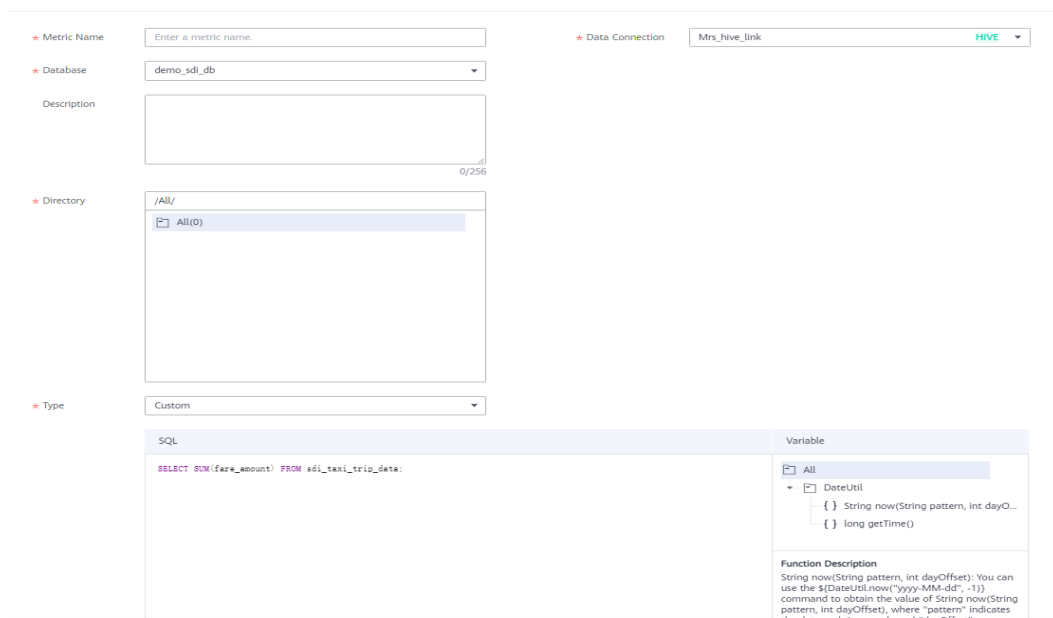 * Metric Name Enter a metric name. * Data Connection Mrs_hive_link HIVE
* Database demo_sdi_db
Description
0/256
* Directory /All/
All(0)
* Type Custom
SQL Variable
SELECT SUM(fare_amount) FROM sdi_taxi_trip_data; All
DateUtil
{ } String now(String pattern, int dayO...
{ } long getTime()
Function Description
String now(String pattern, int dayOffset): You can
use the ${DateUtil.now("yyyy-MM-dd", -1)}
command to obtain the value of String now(String
pattern, int dayOffset), where "pattern" indicates